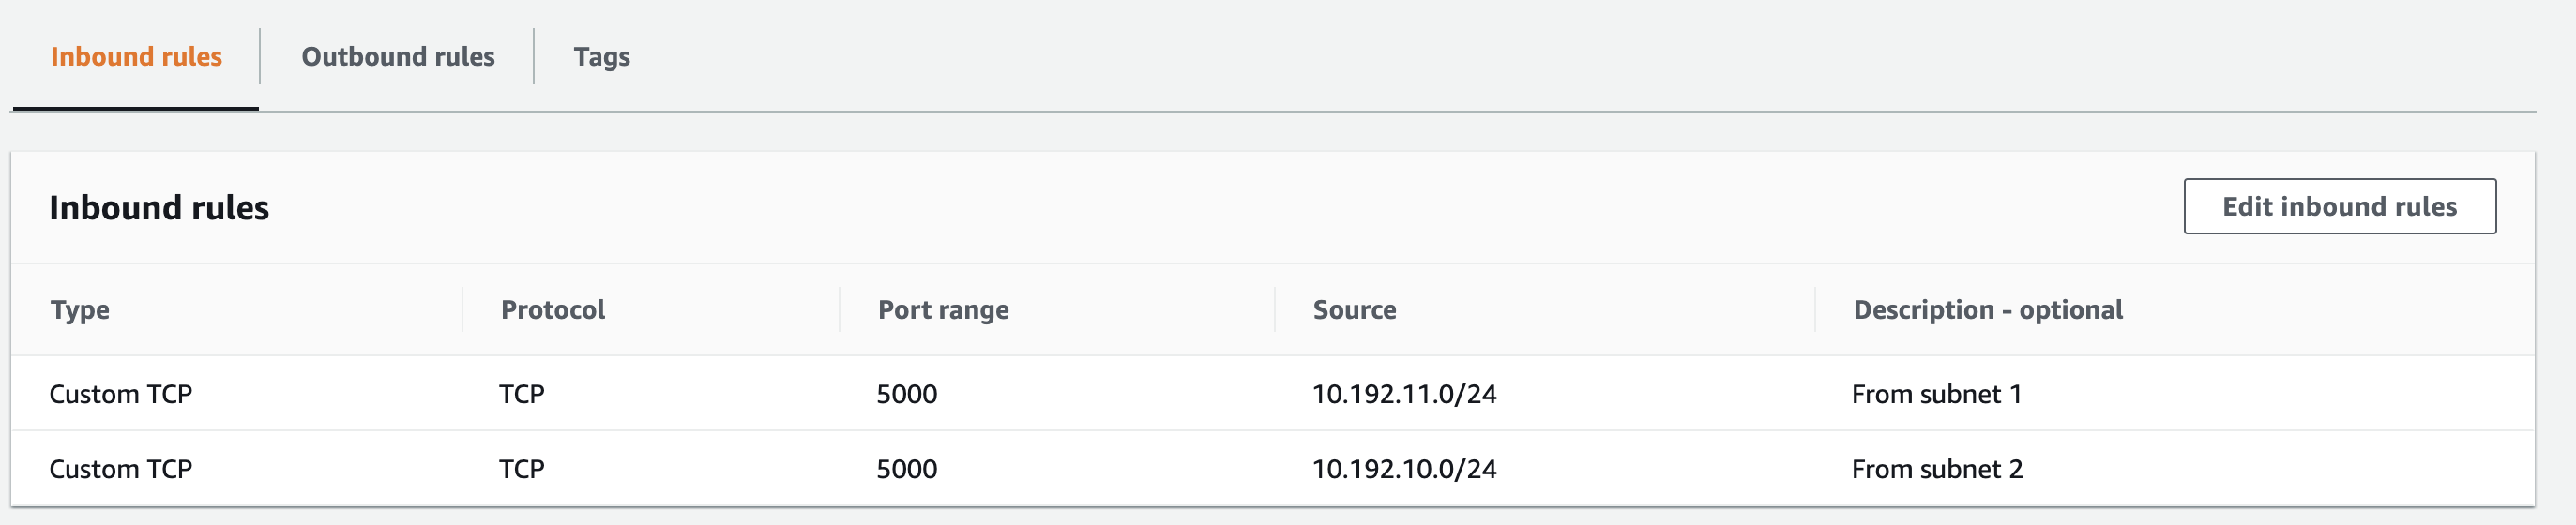 Inbound rules Outbound rules Tags
Inbound rules Edit inbound rules
Type Protocol Port range Source Description - optional
Custom TCP TCP 5000 10.192.11.0/24 From subnet 1
Custom TCP TCP 5000 10.192.10.0/24 From subnet 2